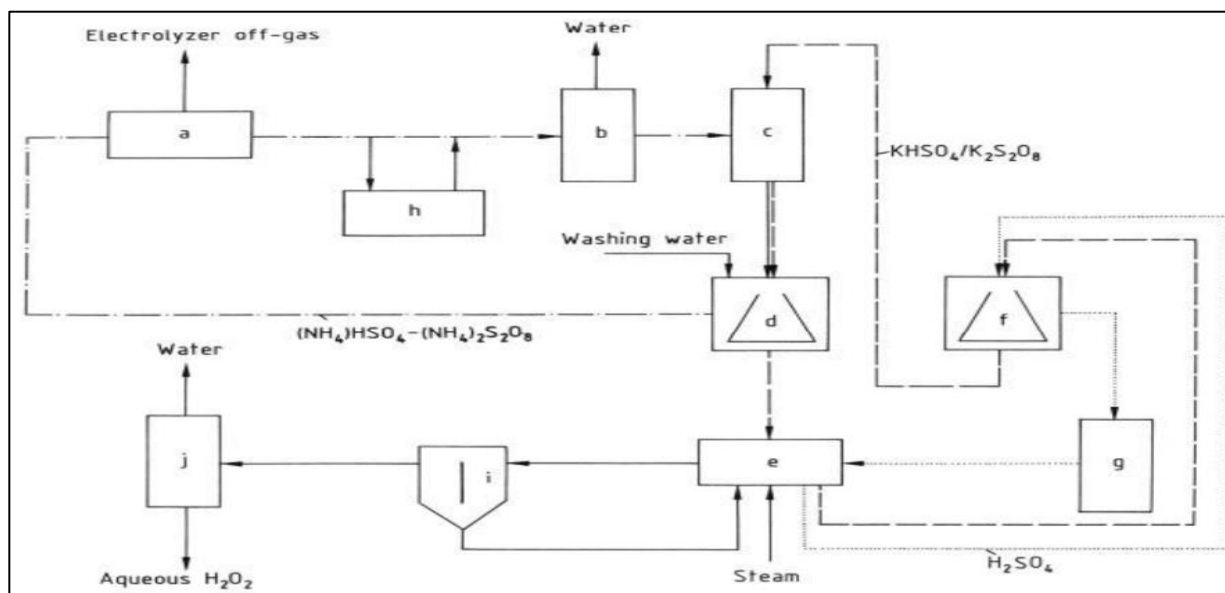 Electrolyzer off-gas
Water
a
b
c
KHSO₄/K₂S₂O₈
h
Washing water
d
f
(NH₄)HSO₄-(NH₄)₂S₂O₈
Water
j
i
e
g
Aqueous H₂O₂
Steam
H₂SO₄